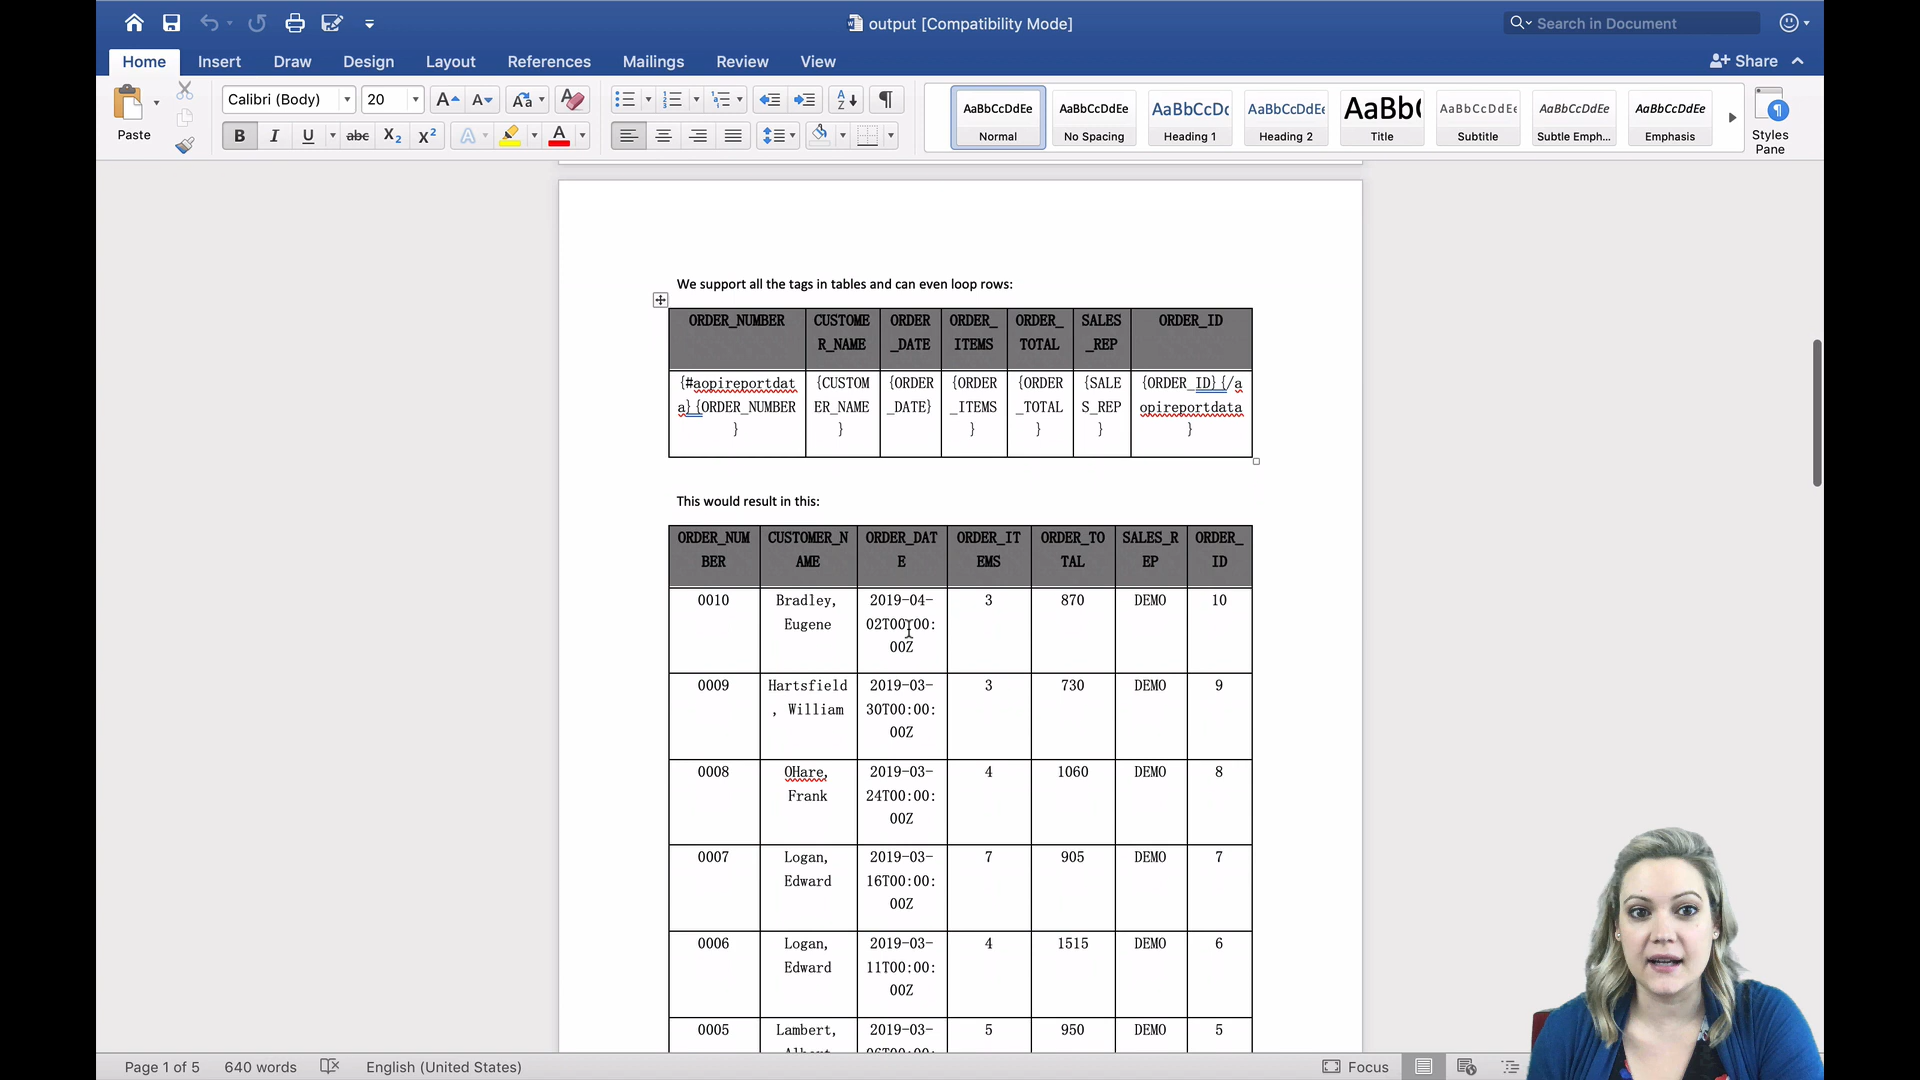 output [Compatibility Mode]
Search in Document
Home Insert Draw Design Layout References Mailings Review View
Share
Paste
Calibri (Body) 20
B I U abc X2 X2
AaBbCcDdEe AaBbCcDdEe AaBbCcDc AaBbCcDdEe AaBb( AaBbCcDdEe AaBbCcDdEe AaBbCcDdEe
Normal No Spacing Heading 1 Heading 2 Title Subtitle Subtle Emph... Emphasis
Styles
Pane
We support all the tags in tables and can even loop rows:
ORDER_NUMBER CUSTOME ORDER ORDER_ ORDER_ SALES ORDER_ID
R_NAME _DATE ITEMS TOTAL _REP
{#aopireportdat {CUSTOM {ORDER {ORDER {ORDER {SALE {ORDER_ID}{/a
a}{ORDER_NUMBER ER_NAME _DATE} _ITEMS _TOTAL S_REP opireportdata
} } } } } }
This would result in this:
ORDER_NUM CUSTOMER_N ORDER_DAT ORDER_IT ORDER_TO SALES_R ORDER_
BER AME E EMS TAL EP ID
0010 Bradley, 2019-04- 3 870 DEMO 10
Eugene 02T00:00:
00Z
0009 Hartsfield 2019-03- 3 730 DEMO 9
, William 30T00:00:
00Z
0008 OHare, 2019-03- 4 1060 DEMO 8
Frank 24T00:00:
00Z
0007 Logan, 2019-03- 7 905 DEMO 7
Edward 16T00:00:
00Z
0006 Logan, 2019-03- 4 1515 DEMO 6
Edward 11T00:00:
00Z
0005 Lambert, 2019-03- 5 950 DEMO 5
Page 1 of 5 640 words English (United States) Focus